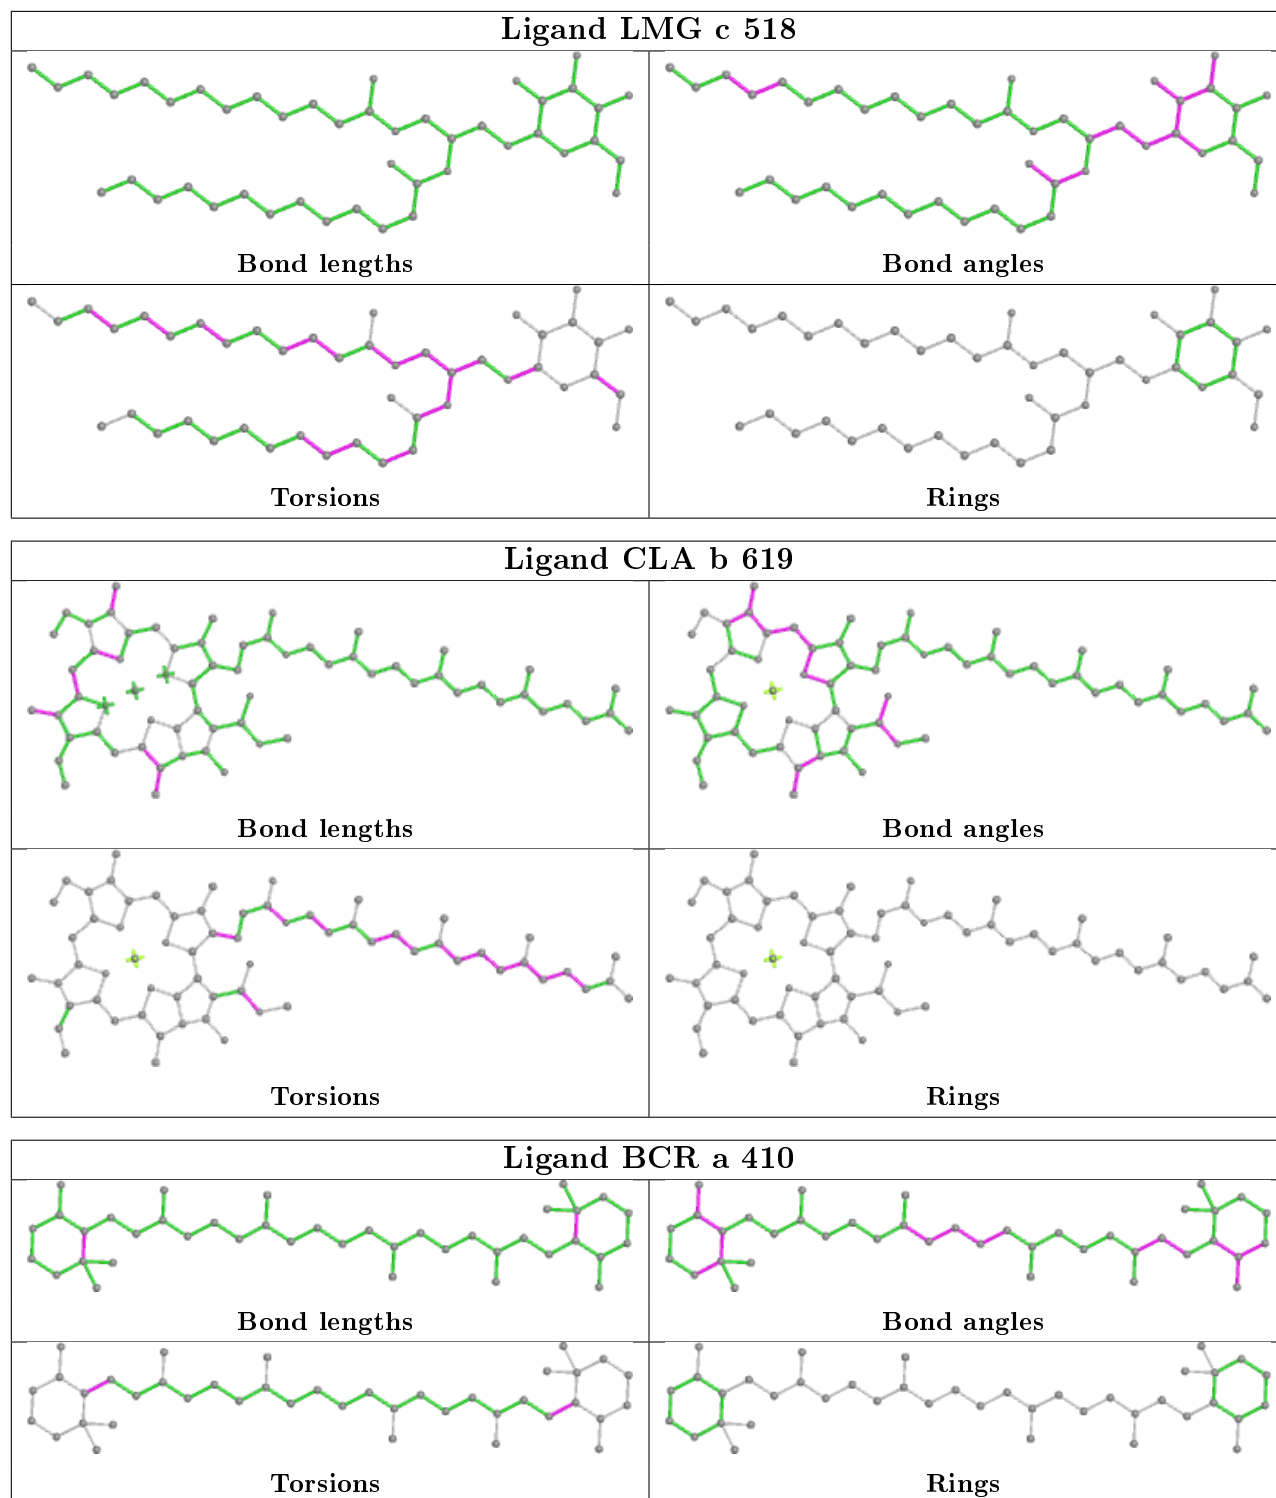 Ligand LMG c 518
Bond lengths
Bond angles
Torsions
Rings
Ligand CLA b 619
Bond lengths
Bond angles
Torsions
Rings
Ligand BCR a 410
Bond lengths
Bond angles
Torsions
Rings